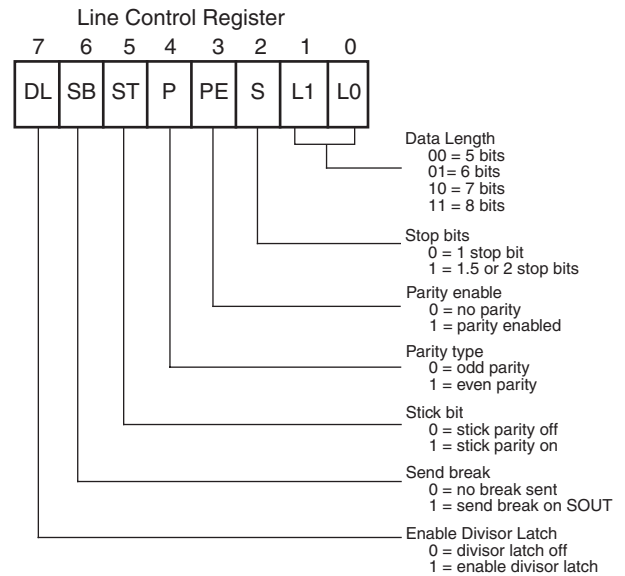 Line Control Register
7 6 5 4 3 2 1 0
DL SB ST P PE S L1 L0
Data Length
00 = 5 bits
01= 6 bits
10 = 7 bits
11 = 8 bits
Stop bits
0 = 1 stop bit
1 = 1.5 or 2 stop bits
Parity enable
0 = no parity
1 = parity enabled
Parity type
0 = odd parity
1 = even parity
Stick bit
0 = stick parity off
1 = stick parity on
Send break
0 = no break sent
1 = send break on SOUT
Enable Divisor Latch
0 = divisor latch off
1 = enable divisor latch